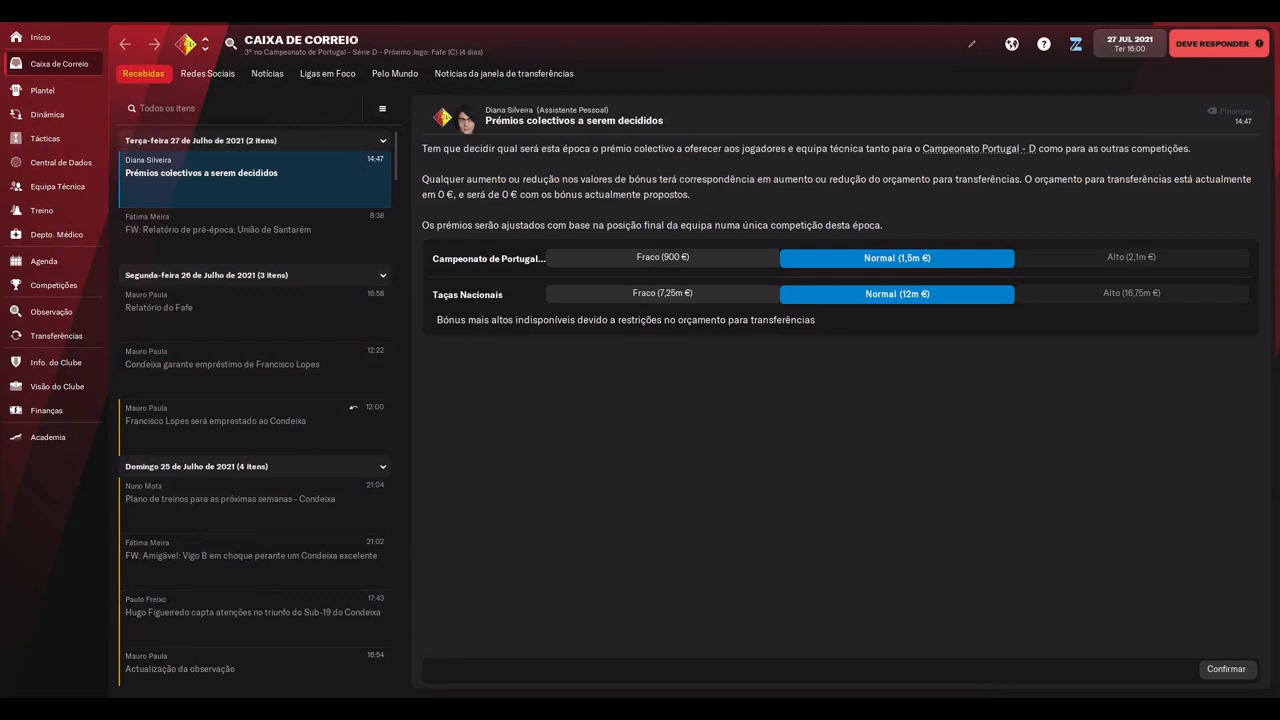 Início
Caixa de Correio
Plantel
Dinâmica
Tácticas
Central de Dados
Equipa Técnica
Treino
Depto. Médico
Agenda
Competições
Observação
Transferências
Info. do Clube
Visão do Clube
Finanças
Academia
CAIXA DE CORREIO
3º no Campeonato de Portugal - Série D - Próximo Jogo: Fafe (C) (4 dias)
27 JUL 2021
Ter 16:00
DEVE RESPONDER
Recebidas
Redes Sociais
Notícias
Ligas em Foco
Pelo Mundo
Notícias da janela de transferências
Todos os itens
Terça-feira 27 de Julho de 2021 (2 itens)
Diana Silveira 14:47
Prémios colectivos a serem decididos
Fátima Meira 8:38
FW: Relatório de pré-época: União de Santarém
Segunda-feira 26 de Julho de 2021 (3 itens)
Mauro Paula 16:58
Relatório do Fafe
Mauro Paula 12:22
Condeixa garante empréstimo de Francisco Lopes
Mauro Paula 12:00
Francisco Lopes será emprestado ao Condeixa
Domingo 25 de Julho de 2021 (4 itens)
Nuno Mota 21:04
Plano de treinos para as próximas semanas - Condeixa
Fátima Meira 21:02
FW: Amigável: Vigo B em choque perante um Condeixa excelente
Paulo Freixo 17:43
Hugo Figueiredo capta atenções no triunfo do Sub-19 do Condeixa
Mauro Paula 16:54
Actualização da observação
Diana Silveira (Assistente Pessoal)
Prémios colectivos a serem decididos
Finanças
14:47
Tem que decidir qual será esta época o prémio colectivo a oferecer aos jogadores e equipa técnica tanto para o Campeonato Portugal - D como para as outras competições.
Qualquer aumento ou redução nos valores de bónus terá correspondência em aumento ou redução do orçamento para transferências. O orçamento para transferências está actualmente
em 0 €, e será de 0 € com os bónus actualmente propostos.
Os prémios serão ajustados com base na posição final da equipa numa única competição desta época.
Campeonato de Portugal... Fraco (900 €) Normal (1,5m €) Alto (2,1m €)
Taças Nacionais Fraco (7,25m €) Normal (12m €) Alto (16,75m €)
Bónus mais altos indisponíveis devido a restrições no orçamento para transferências
Confirmar